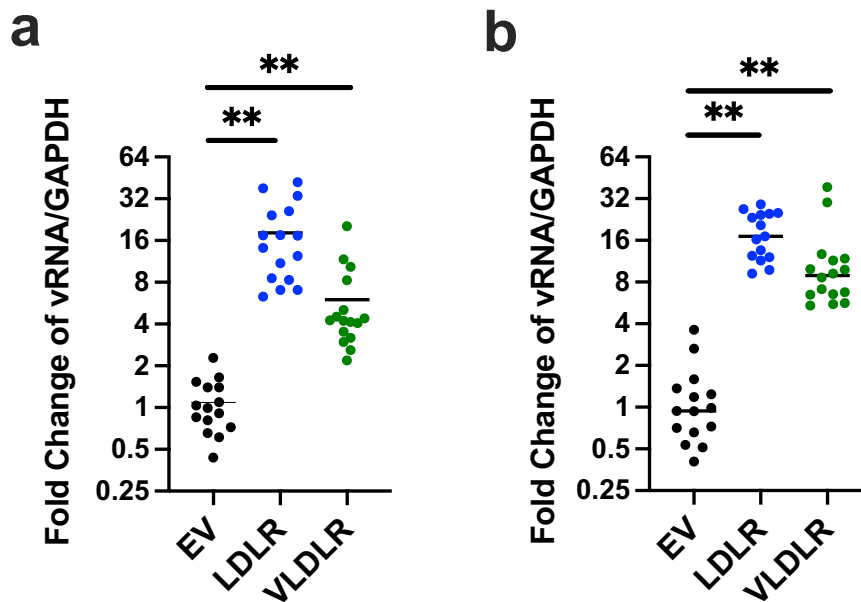 a
**
**
Fold Change of vRNA/GAPDH
64
32
16
8
4
2
1
0.5
0.25
EV
LDLR
VLDLR
b
**
**
Fold Change of vRNA/GAPDH
64
32
16
8
4
2
1
0.5
0.25
EV
LDLR
VLDLR